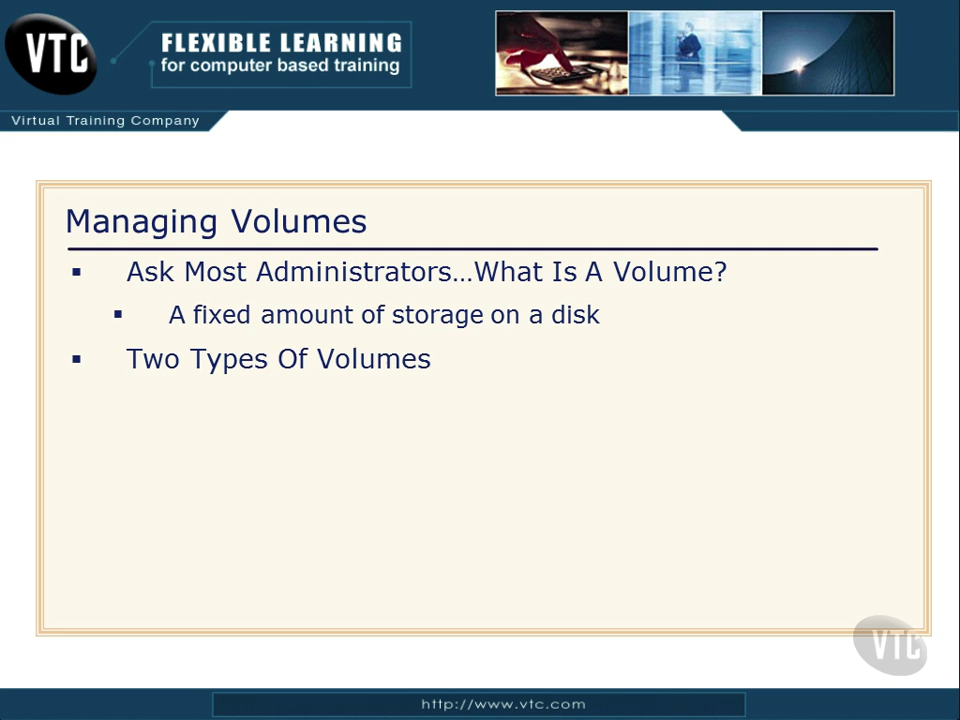 VTC
FLEXIBLE LEARNING
for computer based training
Virtual Training Company
Managing Volumes
▪ Ask Most Administrators…What Is A Volume?
▪ A fixed amount of storage on a disk
▪ Two Types Of Volumes
VTC
http://www.vtc.com